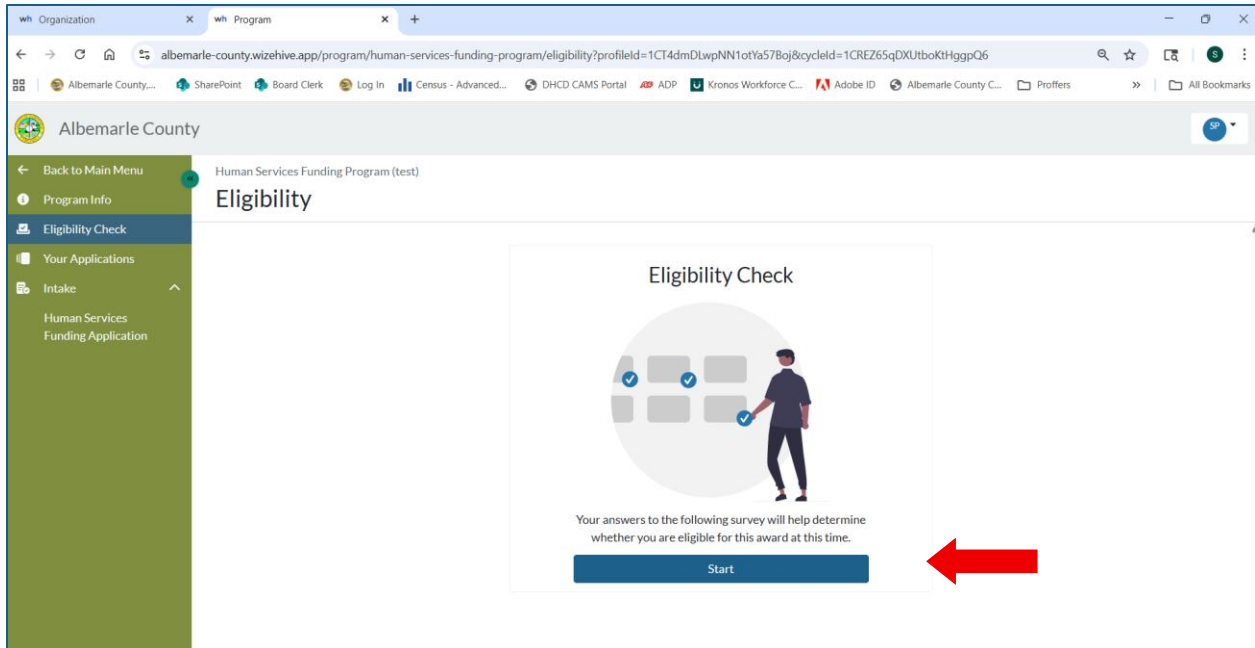 wh Organization
wh Program
albemarle-county.wizehive.app/program/human-services-funding-program/eligibility?profileId=1CT4dmDLwpNN1otYa57Boj&cycleId=1CREZ65qDXUtboKtHggpQ6
S
Albemarle County,... SharePoint Board Clerk Log In Census - Advanced... DHCD CAMS Portal ADP Kronos Workforce C... Adobe ID Albemarle County C... Proffers » All Bookmarks
Albemarle County
SP
Back to Main Menu
Program Info
Eligibility Check
Your Applications
Intake
Human Services
Funding Application
Human Services Funding Program (test)
Eligibility
Eligibility Check
Your answers to the following survey will help determine
whether you are eligible for this award at this time.
Start